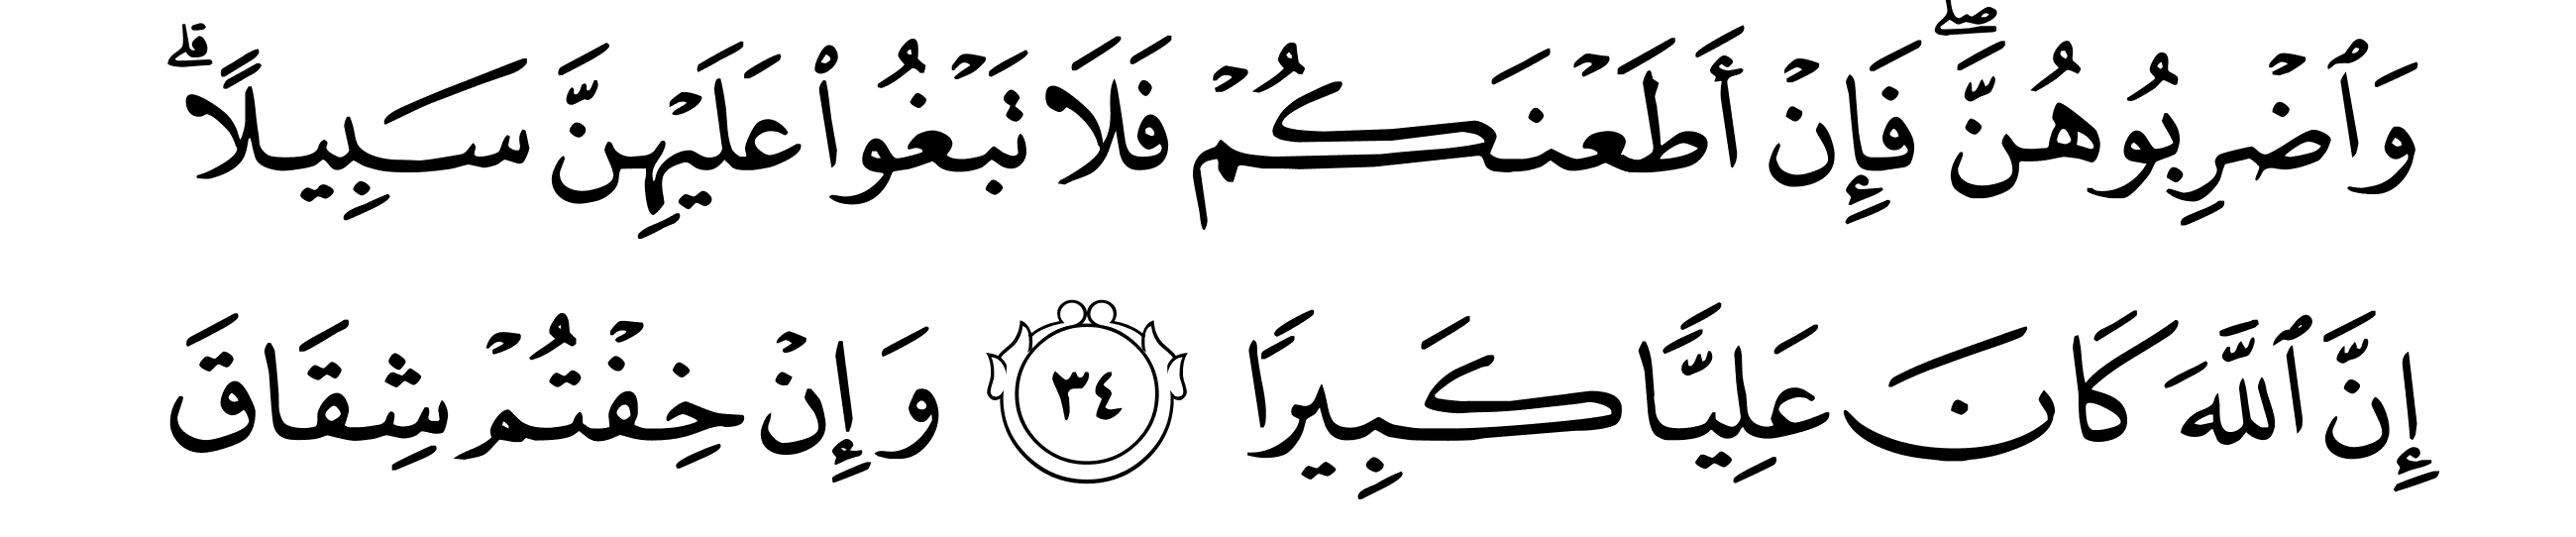 وَٱضۡرِبُوهُنَّۖ فَإِنۡ أَطَعۡنَكُمۡ فَلَا تَبۡغُواْ عَلَيۡهِنَّ سَبِيلًاۗ
إِنَّ ٱللَّهَ كَانَ عَلِيّٗا كَبِيرٗا ٣٤ وَإِنۡ خِفۡتُمۡ شِقَاقَ